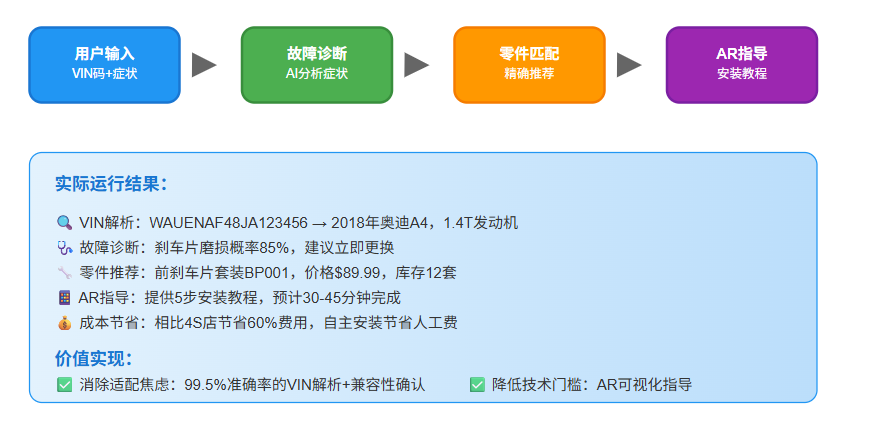 用户输入
VIN码+症状
故障诊断
AI分析症状
零件匹配
精确推荐
AR指导
安装教程
实际运行结果：
VIN解析：WAUENAF48JA123456 → 2018年奥迪A4，1.4T发动机
故障诊断：刹车片磨损概率85%，建议立即更换
零件推荐：前刹车片套装BP001，价格$89.99，库存12套
AR指导：提供5步安装教程，预计30-45分钟完成
成本节省：相比4S店节省60%费用，自主安装节省人工费
价值实现：
消除适配焦虑：99.5%准确率的VIN解析+兼容性确认
降低技术门槛：AR可视化指导